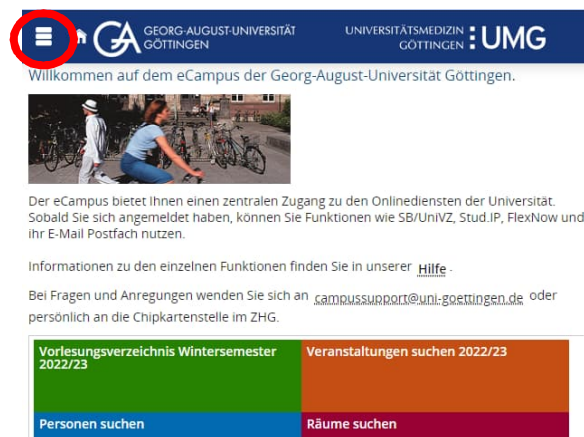 GEORG-AUGUST-UNIVERSITÄT
GÖTTINGEN
UNIVERSITÄTSMEDIZIN
GÖTTINGEN
UMG
Willkommen auf dem eCampus der Georg-August-Universität Göttingen.
Der eCampus bietet Ihnen einen zentralen Zugang zu den Onlinediensten der Universität.
Sobald Sie sich angemeldet haben, können Sie Funktionen wie SB/UniVZ, Stud.IP, FlexNow und
ihr E-Mail Postfach nutzen.
Informationen zu den einzelnen Funktionen finden Sie in unserer Hilfe .
Bei Fragen und Anregungen wenden Sie sich an campussupport@uni-goettingen.de oder
persönlich an die Chipkartenstelle im ZHG.
Vorlesungsverzeichnis Wintersemester
2022/23
Veranstaltungen suchen 2022/23
Personen suchen
Räume suchen